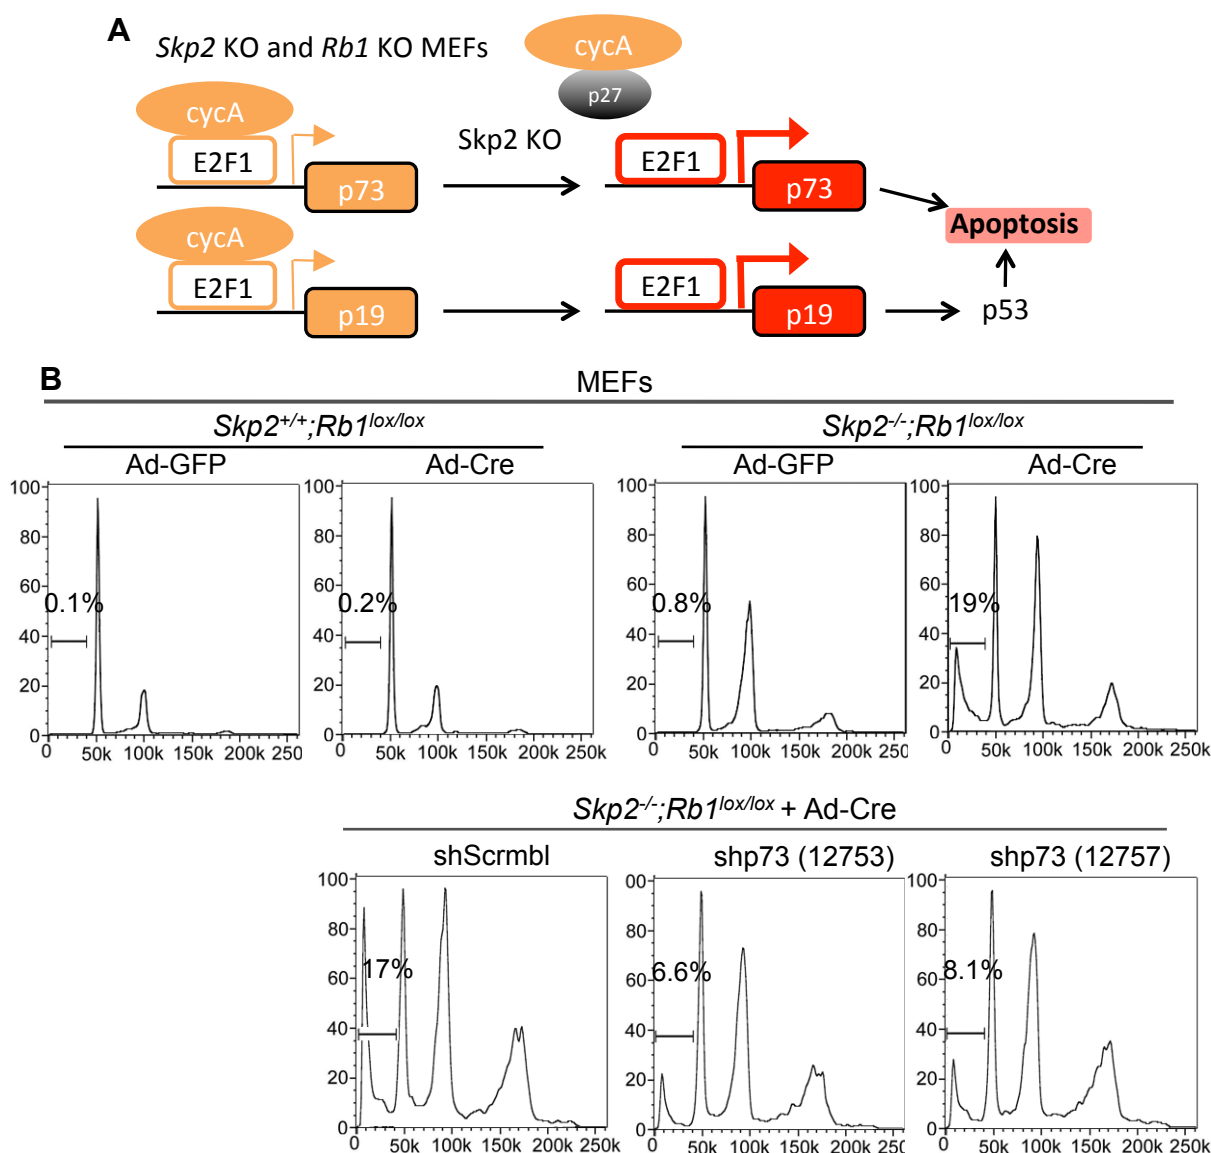 A
Skp2 KO and Rb1 KO MEFs
cycA
p27
cycA
E2F1
p73
Skp2 KO
E2F1
p73
Apoptosis
cycA
E2F1
p19
E2F1
p19
p53
B
MEFs
Skp2+/+;Rb1lox/lox
Skp2-/-;Rb1lox/lox
Ad-GFP
Ad-Cre
Ad-GFP
Ad-Cre
100
80
60
40
20
0
0.1%
0 50k 100k 150k 200k 250k
100
80
60
40
20
0
0.2%
0 50k 100k 150k 200k 250k
100
80
60
40
20
0
0.8%
0 50k 100k 150k 200k 250k
100
80
60
40
20
0
19%
0 50k 100k 150k 200k 250k
Skp2-/-;Rb1lox/lox + Ad-Cre
shScrmbl
shp73 (12753)
shp73 (12757)
100
80
60
40
20
0
17%
0 50k 100k 150k 200k 250k
00
80
60
40
20
0
6.6%
0 50k 100k 150k 200k 250k
100
80
60
40
20
0
8.1%
0 50k 100k 150k 200k 250k